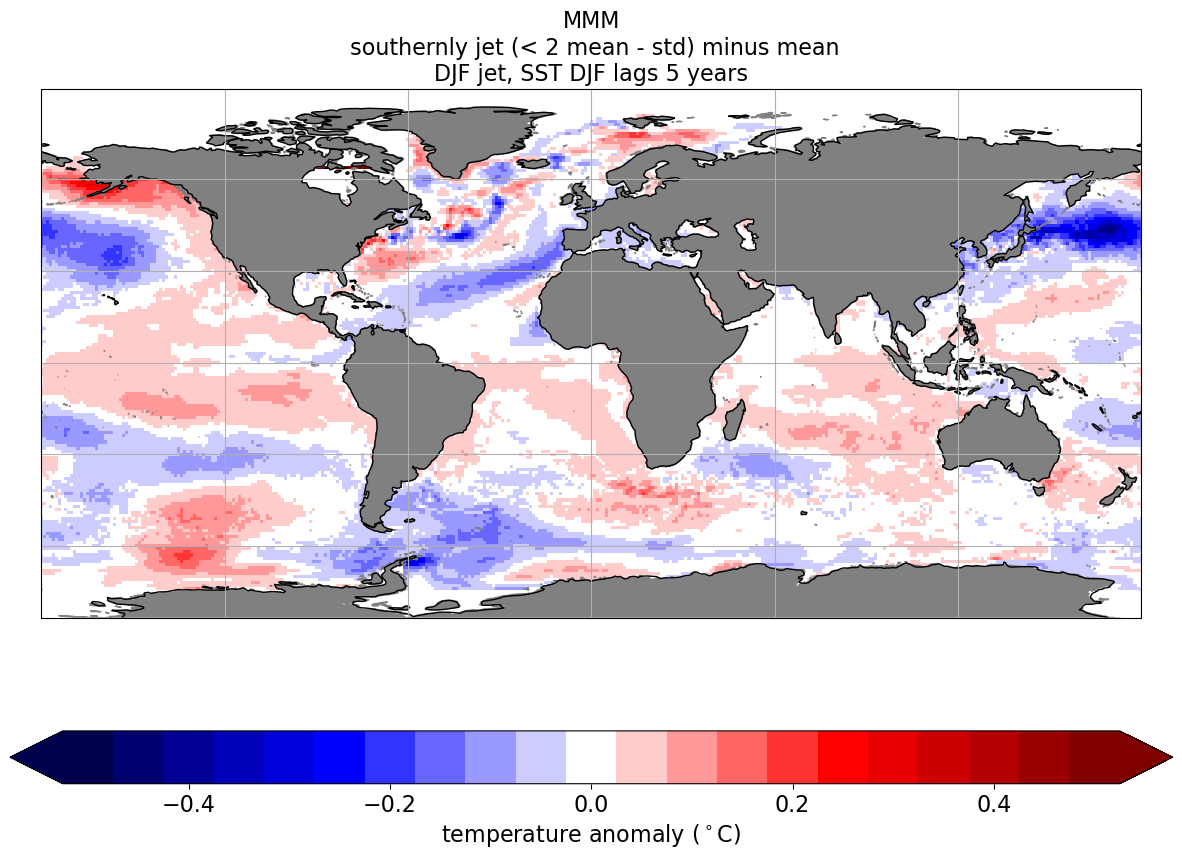 MMM
southernly jet (< 2 mean - std) minus mean
DJF jet, SST DJF lags 5 years
−0.4 −0.2 0.0 0.2 0.4
temperature anomaly (∘C)